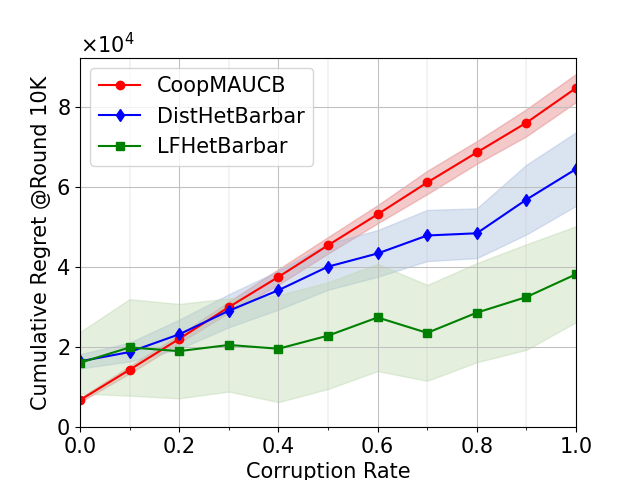 ×10⁴
CoopMAUCB
DistHetBarbar
LFHetBarbar
Cumulative Regret @Round 10K
8
6
4
2
0
0.0 0.2 0.4 0.6 0.8 1.0
Corruption Rate